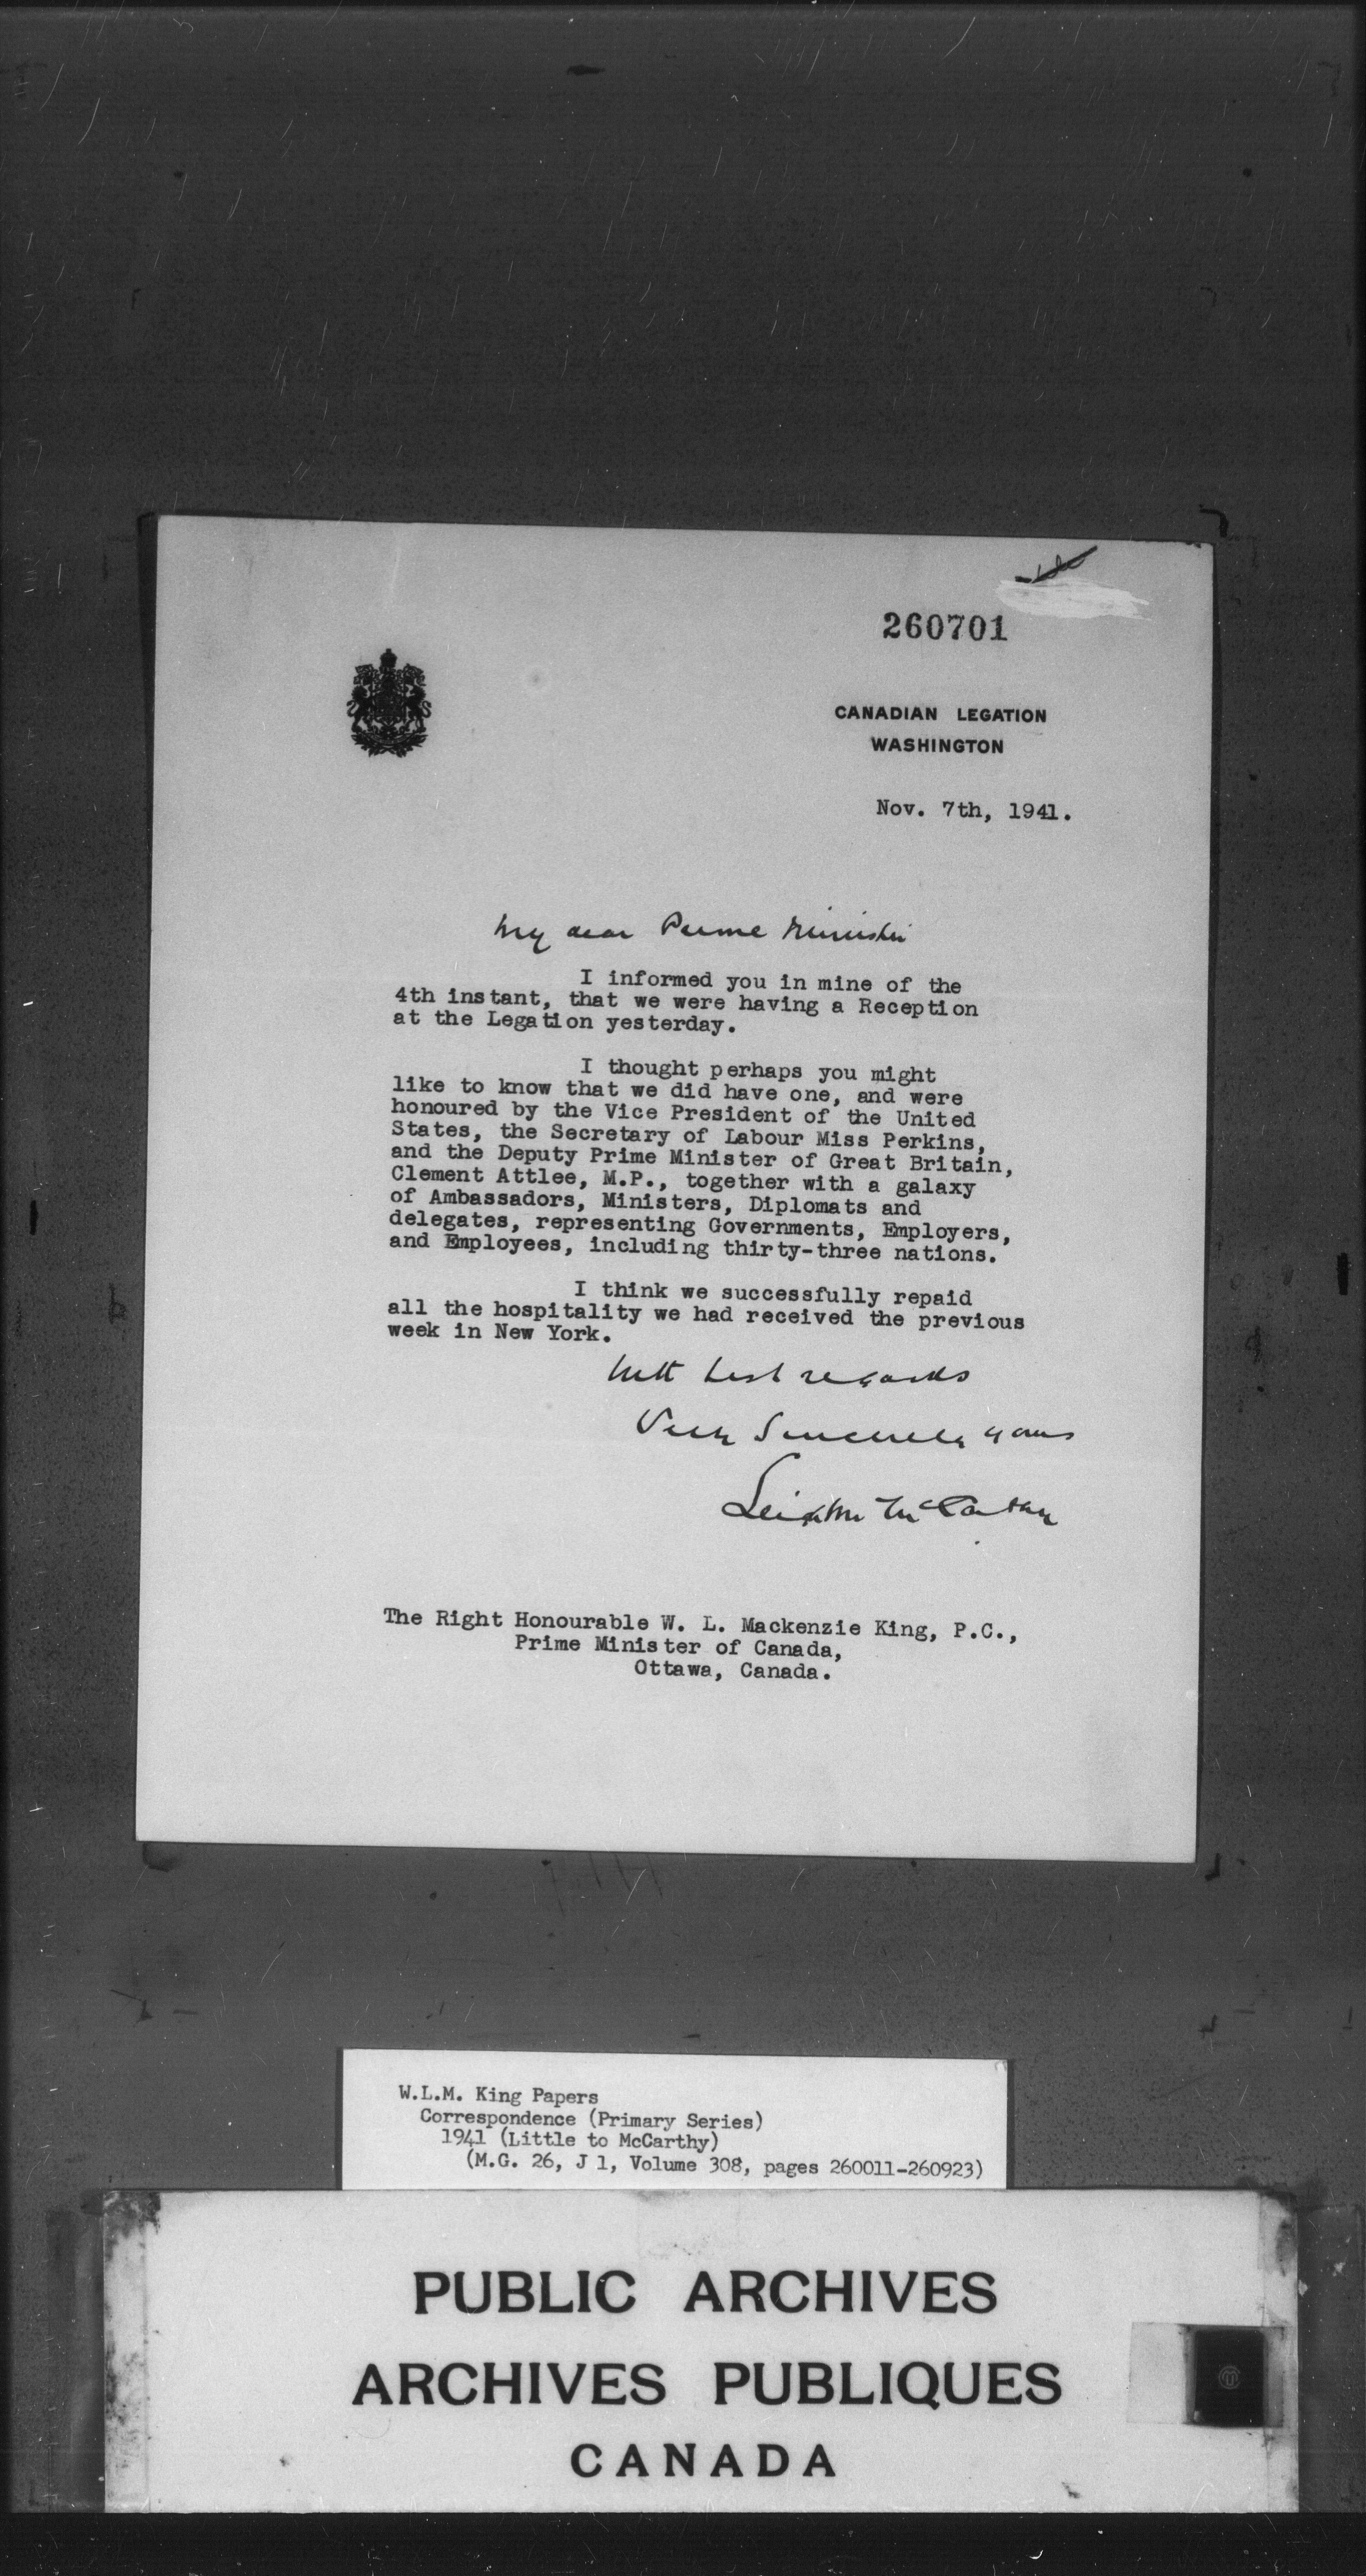 260701
CANADIAN LEGATION
WASHINGTON
Nov. 7th, 1941.
My dear Prime Minister
I informed you in mine of the
4th instant, that we were having a Reception
at the Legation yesterday.
I thought perhaps you might
like to know that we did have one, and were
honoured by the Vice President of the United
States, the Secretary of Labour Miss Perkins,
and the Deputy Prime Minister of Great Britain,
Clement Attlee, M.P., together with a galaxy
of Ambassadors, Ministers, Diplomats and
delegates, representing Governments, Employers,
and Employees, including thirty-three nations.
I think we successfully repaid
all the hospitality we had received the previous
week in New York.
With best regards
Very Sincerely yours
Leighton McCarthy
The Right Honourable W. L. Mackenzie King, P.C.,
Prime Minister of Canada,
Ottawa, Canada.
W.L.M. King Papers
Correspondence (Primary Series)
1941 (Little to McCarthy)
(M.G. 26, J 1, Volume 308, pages 260011-260923)
PUBLIC ARCHIVES
ARCHIVES PUBLIQUES
CANADA